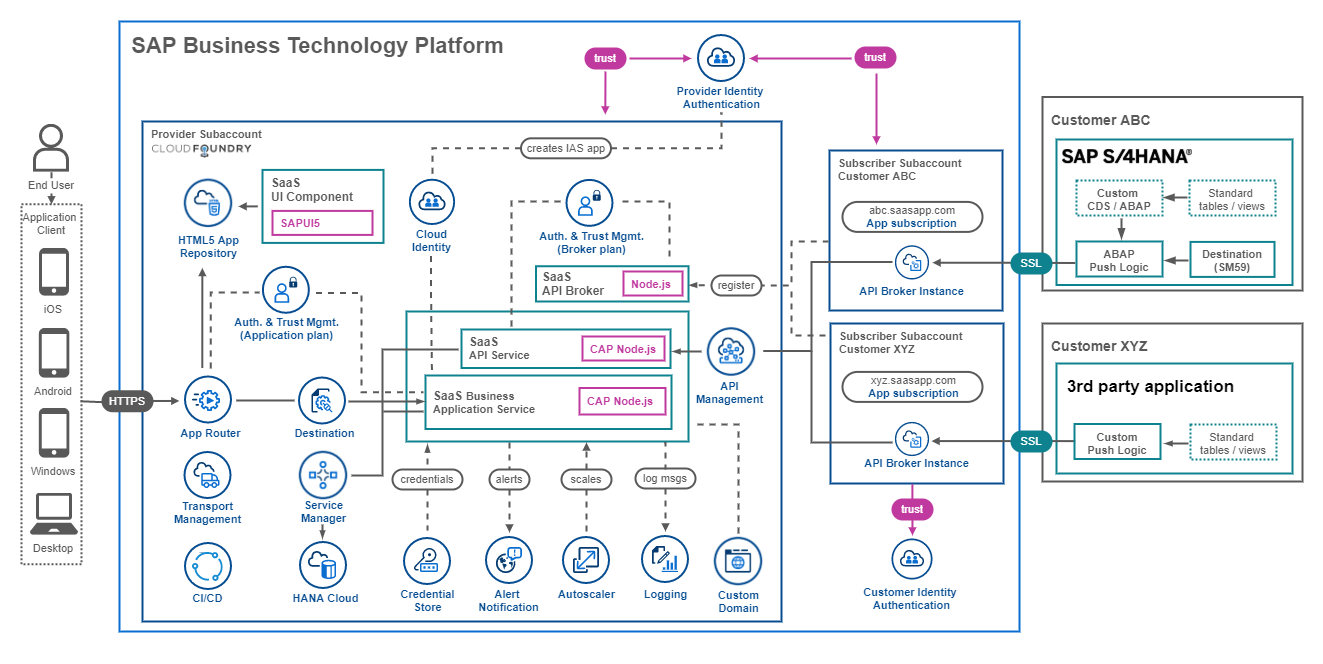 SAP Business Technology Platform
trust
trust
Provider Identity
Authentication
Provider Subaccount
CLOUDFOUNDRY
creates IAS app
End User
Application
Client
iOS
Android
Windows
Desktop
HTTPS
HTML5 App
Repository
SaaS
UI Component
SAPUI5
Cloud
Identity
Auth. & Trust Mgmt.
(Broker plan)
SaaS
API Broker
Node.js
register
Auth. & Trust Mgmt.
(Application plan)
SaaS
API Service
CAP Node.js
SaaS Business
Application Service
CAP Node.js
API
Management
App Router
Destination
Transport
Management
Service
Manager
credentials
alerts
scales
log msgs
CI/CD
HANA Cloud
Credential
Store
Alert
Notification
Autoscaler
Logging
Custom
Domain
Subscriber Subaccount
Customer ABC
abc.saasapp.com
App subscription
API Broker Instance
Subscriber Subaccount
Customer XYZ
xyz.saasapp.com
App subscription
API Broker Instance
trust
Customer Identity
Authentication
SSL
SSL
Customer ABC
SAP S/4HANA®
Custom
CDS / ABAP
Standard
tables / views
ABAP
Push Logic
Destination
(SM59)
Customer XYZ
3rd party application
Custom
Push Logic
Standard
tables / views